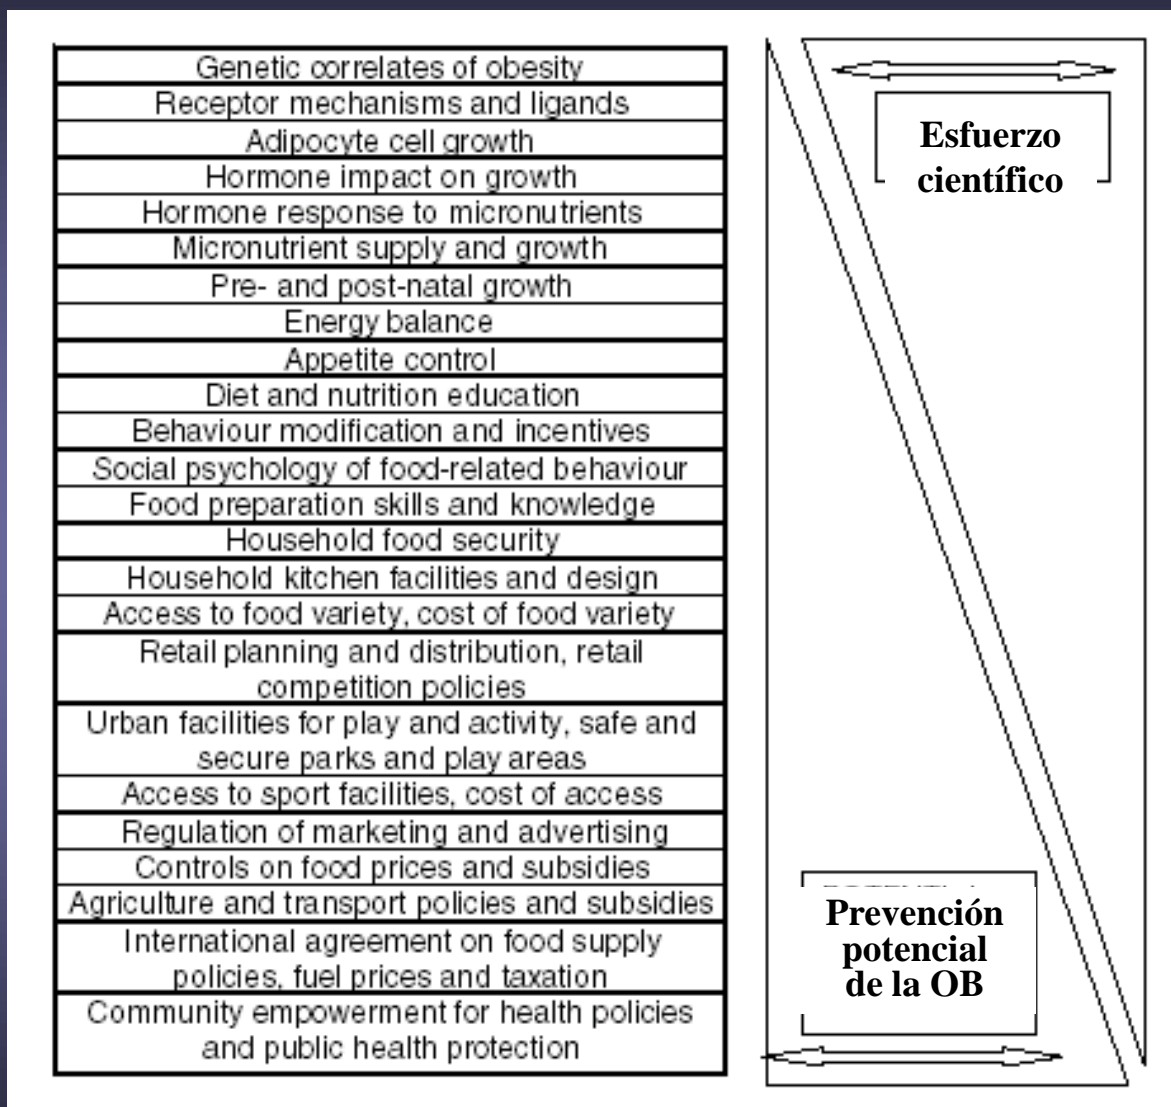 Genetic correlates of obesity
Receptor mechanisms and ligands
Adipocyte cell growth
Hormone impact on growth
Hormone response to micronutrients
Micronutrient supply and growth
Pre- and post-natal growth
Energy balance
Appetite control
Diet and nutrition education
Behaviour modification and incentives
Social psychology of food-related behaviour
Food preparation skills and knowledge
Household food security
Household kitchen facilities and design
Access to food variety, cost of food variety
Retail planning and distribution, retail
competition policies
Urban facilities for play and activity, safe and
secure parks and play areas
Access to sport facilities, cost of access
Regulation of marketing and advertising
Controls on food prices and subsidies
Agriculture and transport policies and subsidies
International agreement on food supply
policies, fuel prices and taxation
Community empowerment for health policies
and public health protection
Esfuerzo
científico
Prevención
potencial
de la OB